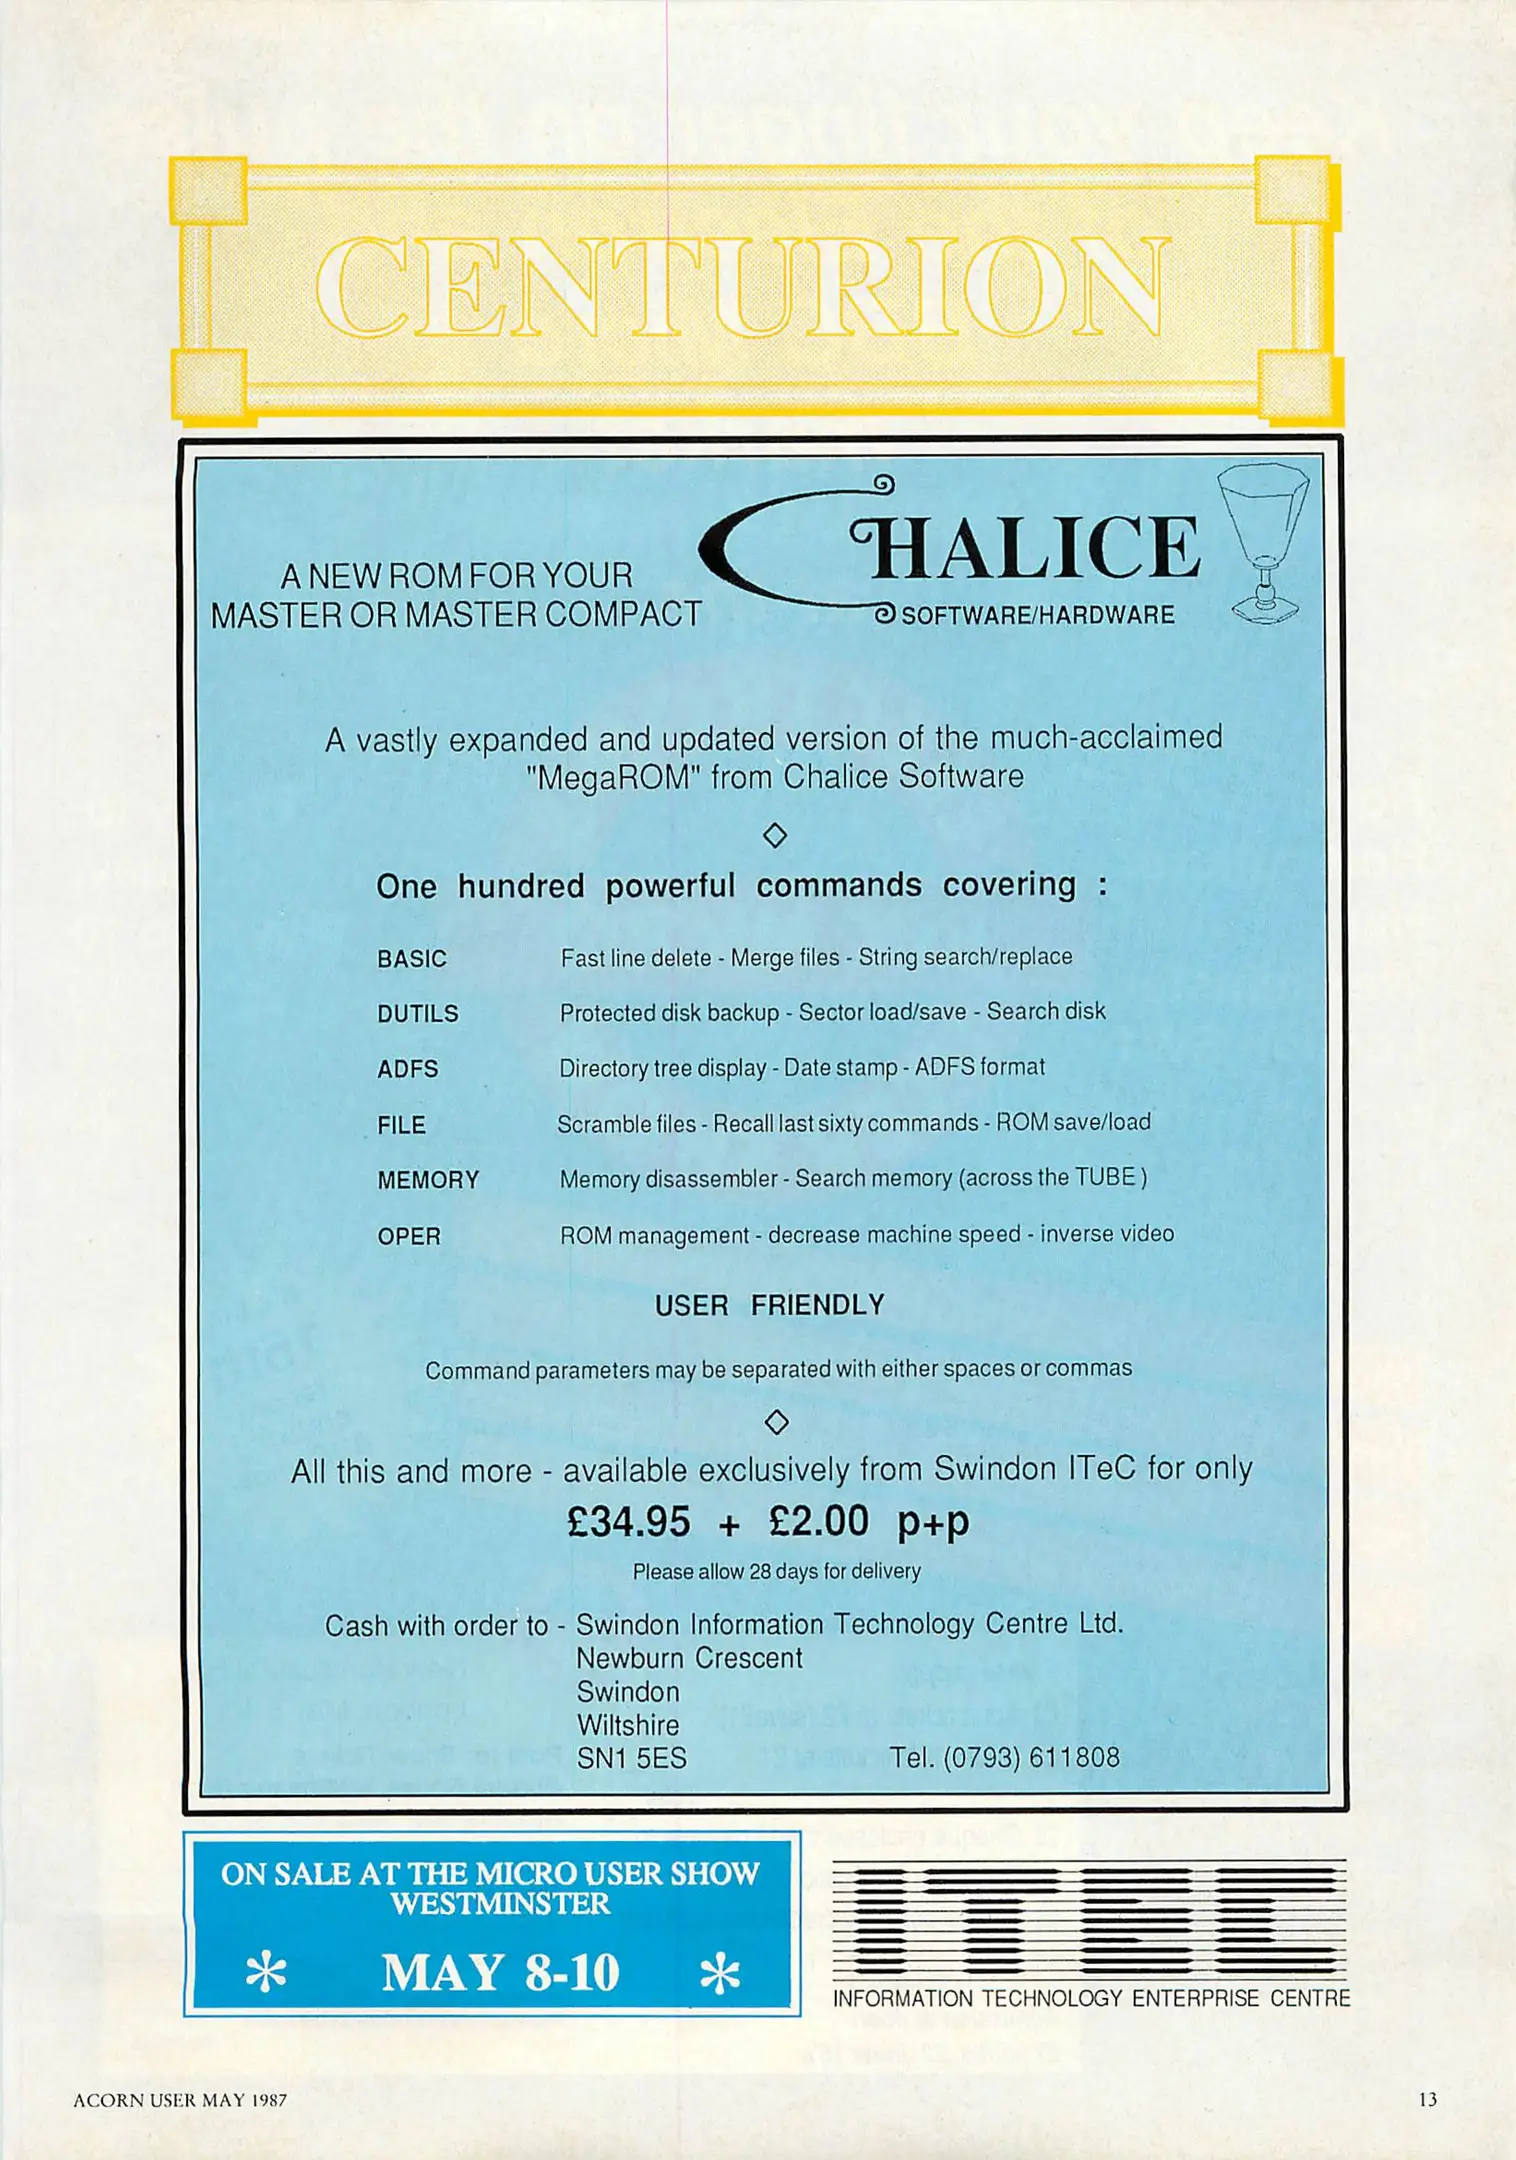 CENTURION
CHALICE
SOFTWARE/HARDWARE
A NEW ROM FOR YOUR
MASTER OR MASTER COMPACT
A vastly expanded and updated version of the much-acclaimed
"MegaROM" from Chalice Software
One hundred powerful commands covering :
BASIC Fast line delete - Merge files - String search/replace
DUTILS Protected disk backup - Sector load/save - Search disk
ADFS Directory tree display - Date stamp - ADFS format
FILE Scramble files - Recall last sixty commands - ROM save/load
MEMORY Memory disassembler - Search memory (across the TUBE )
OPER ROM management - decrease machine speed - inverse video
USER FRIENDLY
Command parameters may be separated with either spaces or commas
All this and more - available exclusively from Swindon ITeC for only
£34.95 + £2.00 p+p
Please allow 28 days for delivery
Cash with order to - Swindon Information Technology Centre Ltd.
Newburn Crescent
Swindon
Wiltshire
SN1 5ES Tel. (0793) 611808
ON SALE AT THE MICRO USER SHOW
WESTMINSTER
* MAY 8-10 *
ITEC
INFORMATION TECHNOLOGY ENTERPRISE CENTRE
ACORN USER MAY 1987 13